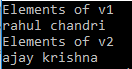 Elements of v1
rahul chandri
Elements of v2
ajay krishna